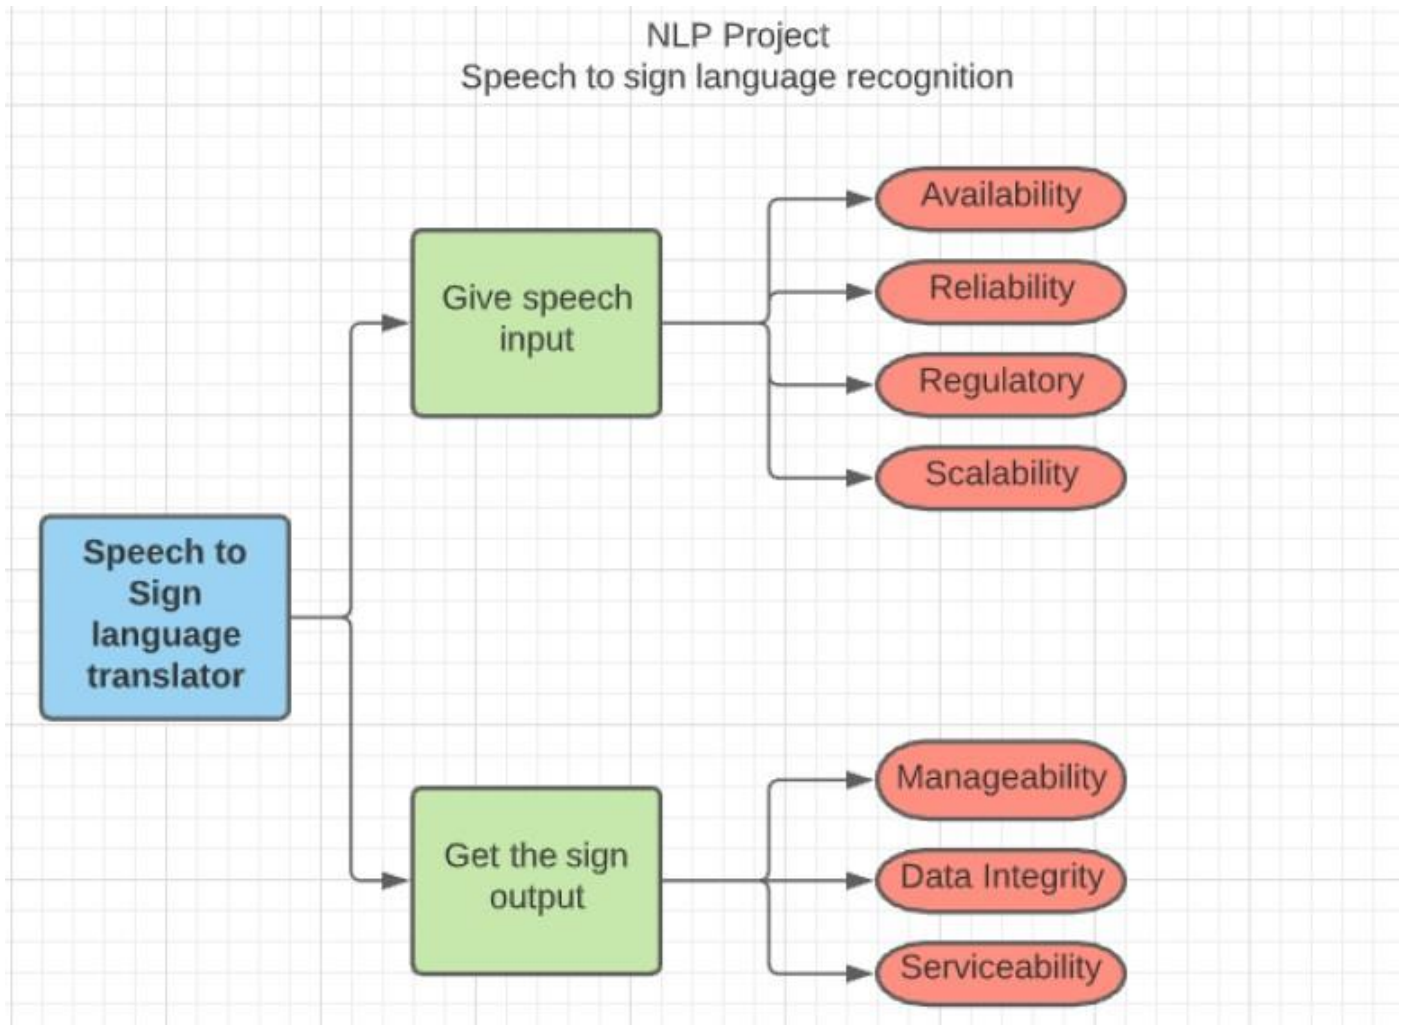 NLP Project
Speech to sign language recognition
Availability
Give speech
input
Reliability
Regulatory
Scalability
Speech to
Sign
language
translator
Get the sign
output
Manageability
Data Integrity
Serviceability